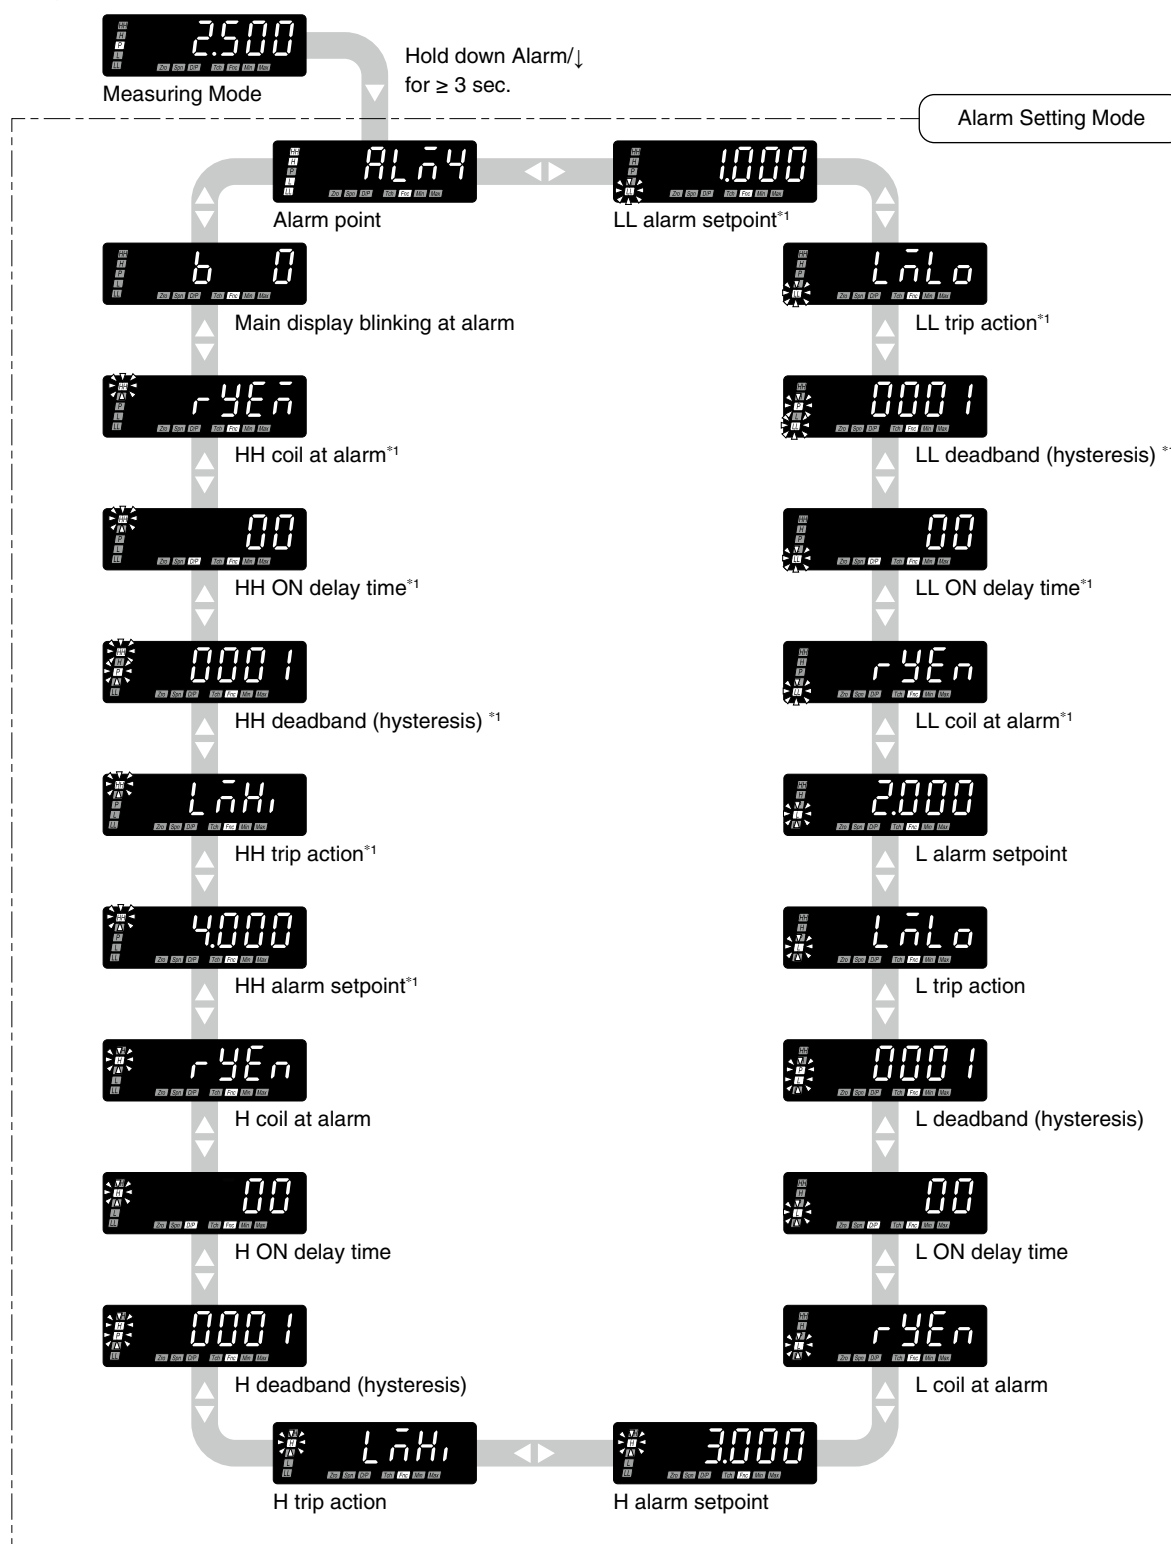 2.500
Measuring Mode
Hold down Alarm/↓
for ≥ 3 sec.
Alarm Setting Mode
ALM4
Alarm point
1.000
LL alarm setpoint*1
b 0
Main display blinking at alarm
LMLo
LL trip action*1
ryEM
HH coil at alarm*1
0001
LL deadband (hysteresis) *1
00
HH ON delay time*1
00
LL ON delay time*1
0001
HH deadband (hysteresis) *1
ryEn
LL coil at alarm*1
LMHi
HH trip action*1
2.000
L alarm setpoint
4.000
HH alarm setpoint*1
LMLo
L trip action
ryEn
H coil at alarm
0001
L deadband (hysteresis)
00
H ON delay time
00
L ON delay time
0001
H deadband (hysteresis)
ryEn
L coil at alarm
LMHi
H trip action
3.000
H alarm setpoint